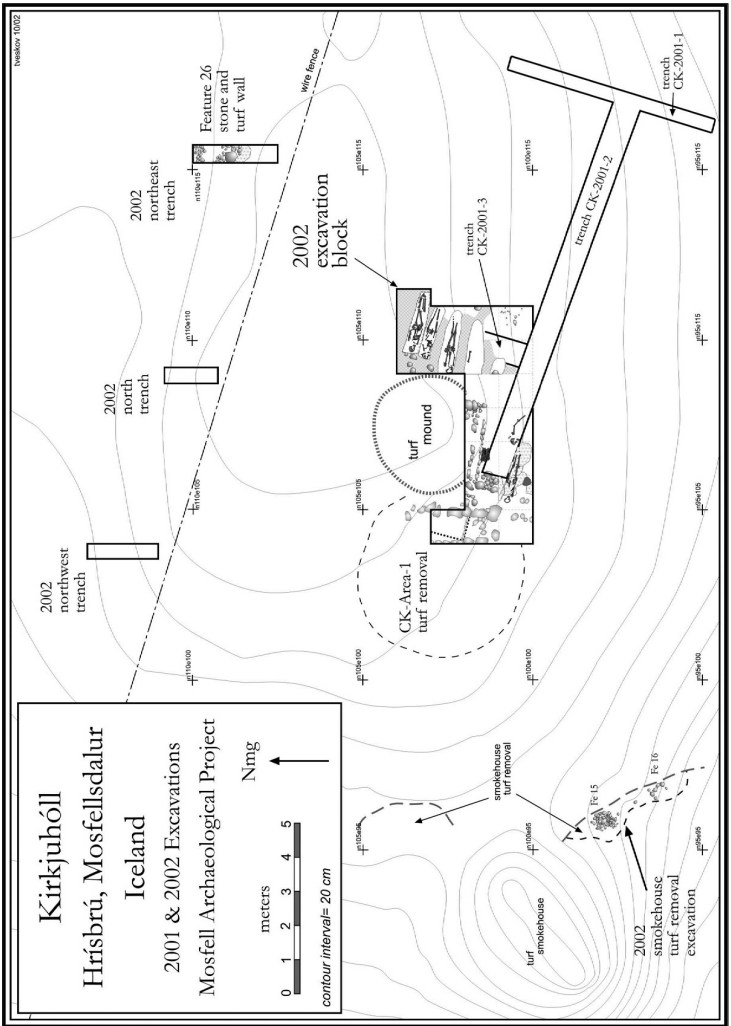 Kirkjuhóll
Hrísbrú, Mosfellsdalur
Iceland
2001 & 2002 Excavations
Mosfell Archaeological Project
Nmg
meters
0 1 2 3 4 5
contour interval= 20 cm
tveskov 10/02
2002
northwest
trench
2002
north
trench
2002
northeast
trench
Feature 26
stone and
turf wall
wire fence
n110e100
n110e105
n110e110
n110e115
2002
excavation
block
turf
mound
CK-Area-1
turf removal
n105e95
n105e100
n105e105
n105e110
n105e115
trench
CK-2001-3
trench CK-2001-2
trench
CK-2001-1
smokehouse
turf removal
turf
smokehouse
n100e95
n100e100
n100e105
n100e115
n100e115
Fe 15
Fe 16
2002
smokehouse
turf removal
excavation
n95e95
n95e100
n95e105
n95e115
n95e115